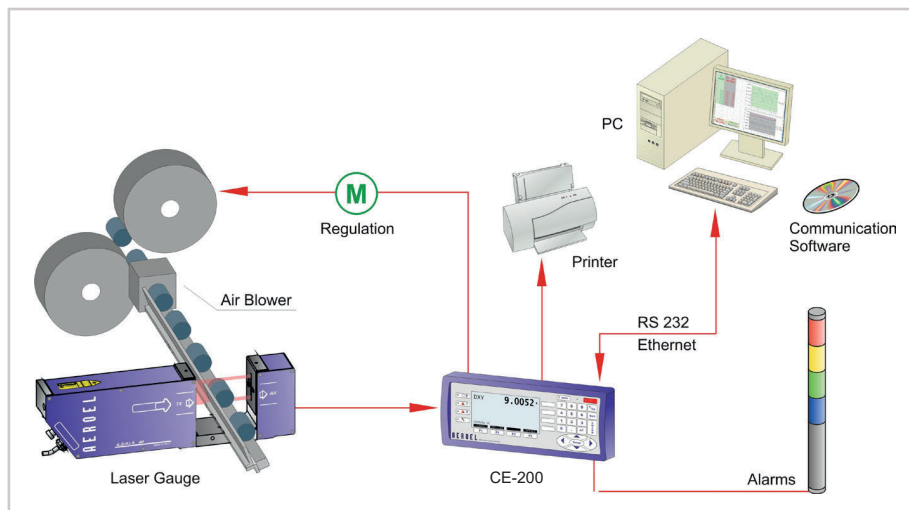 PC
M
Regulation
Printer
Communication
Software
Air Blower
RS 232
Ethernet
DXY
9.0052
AEROEL
AEROEL
Laser Gauge
CE-200
Alarms